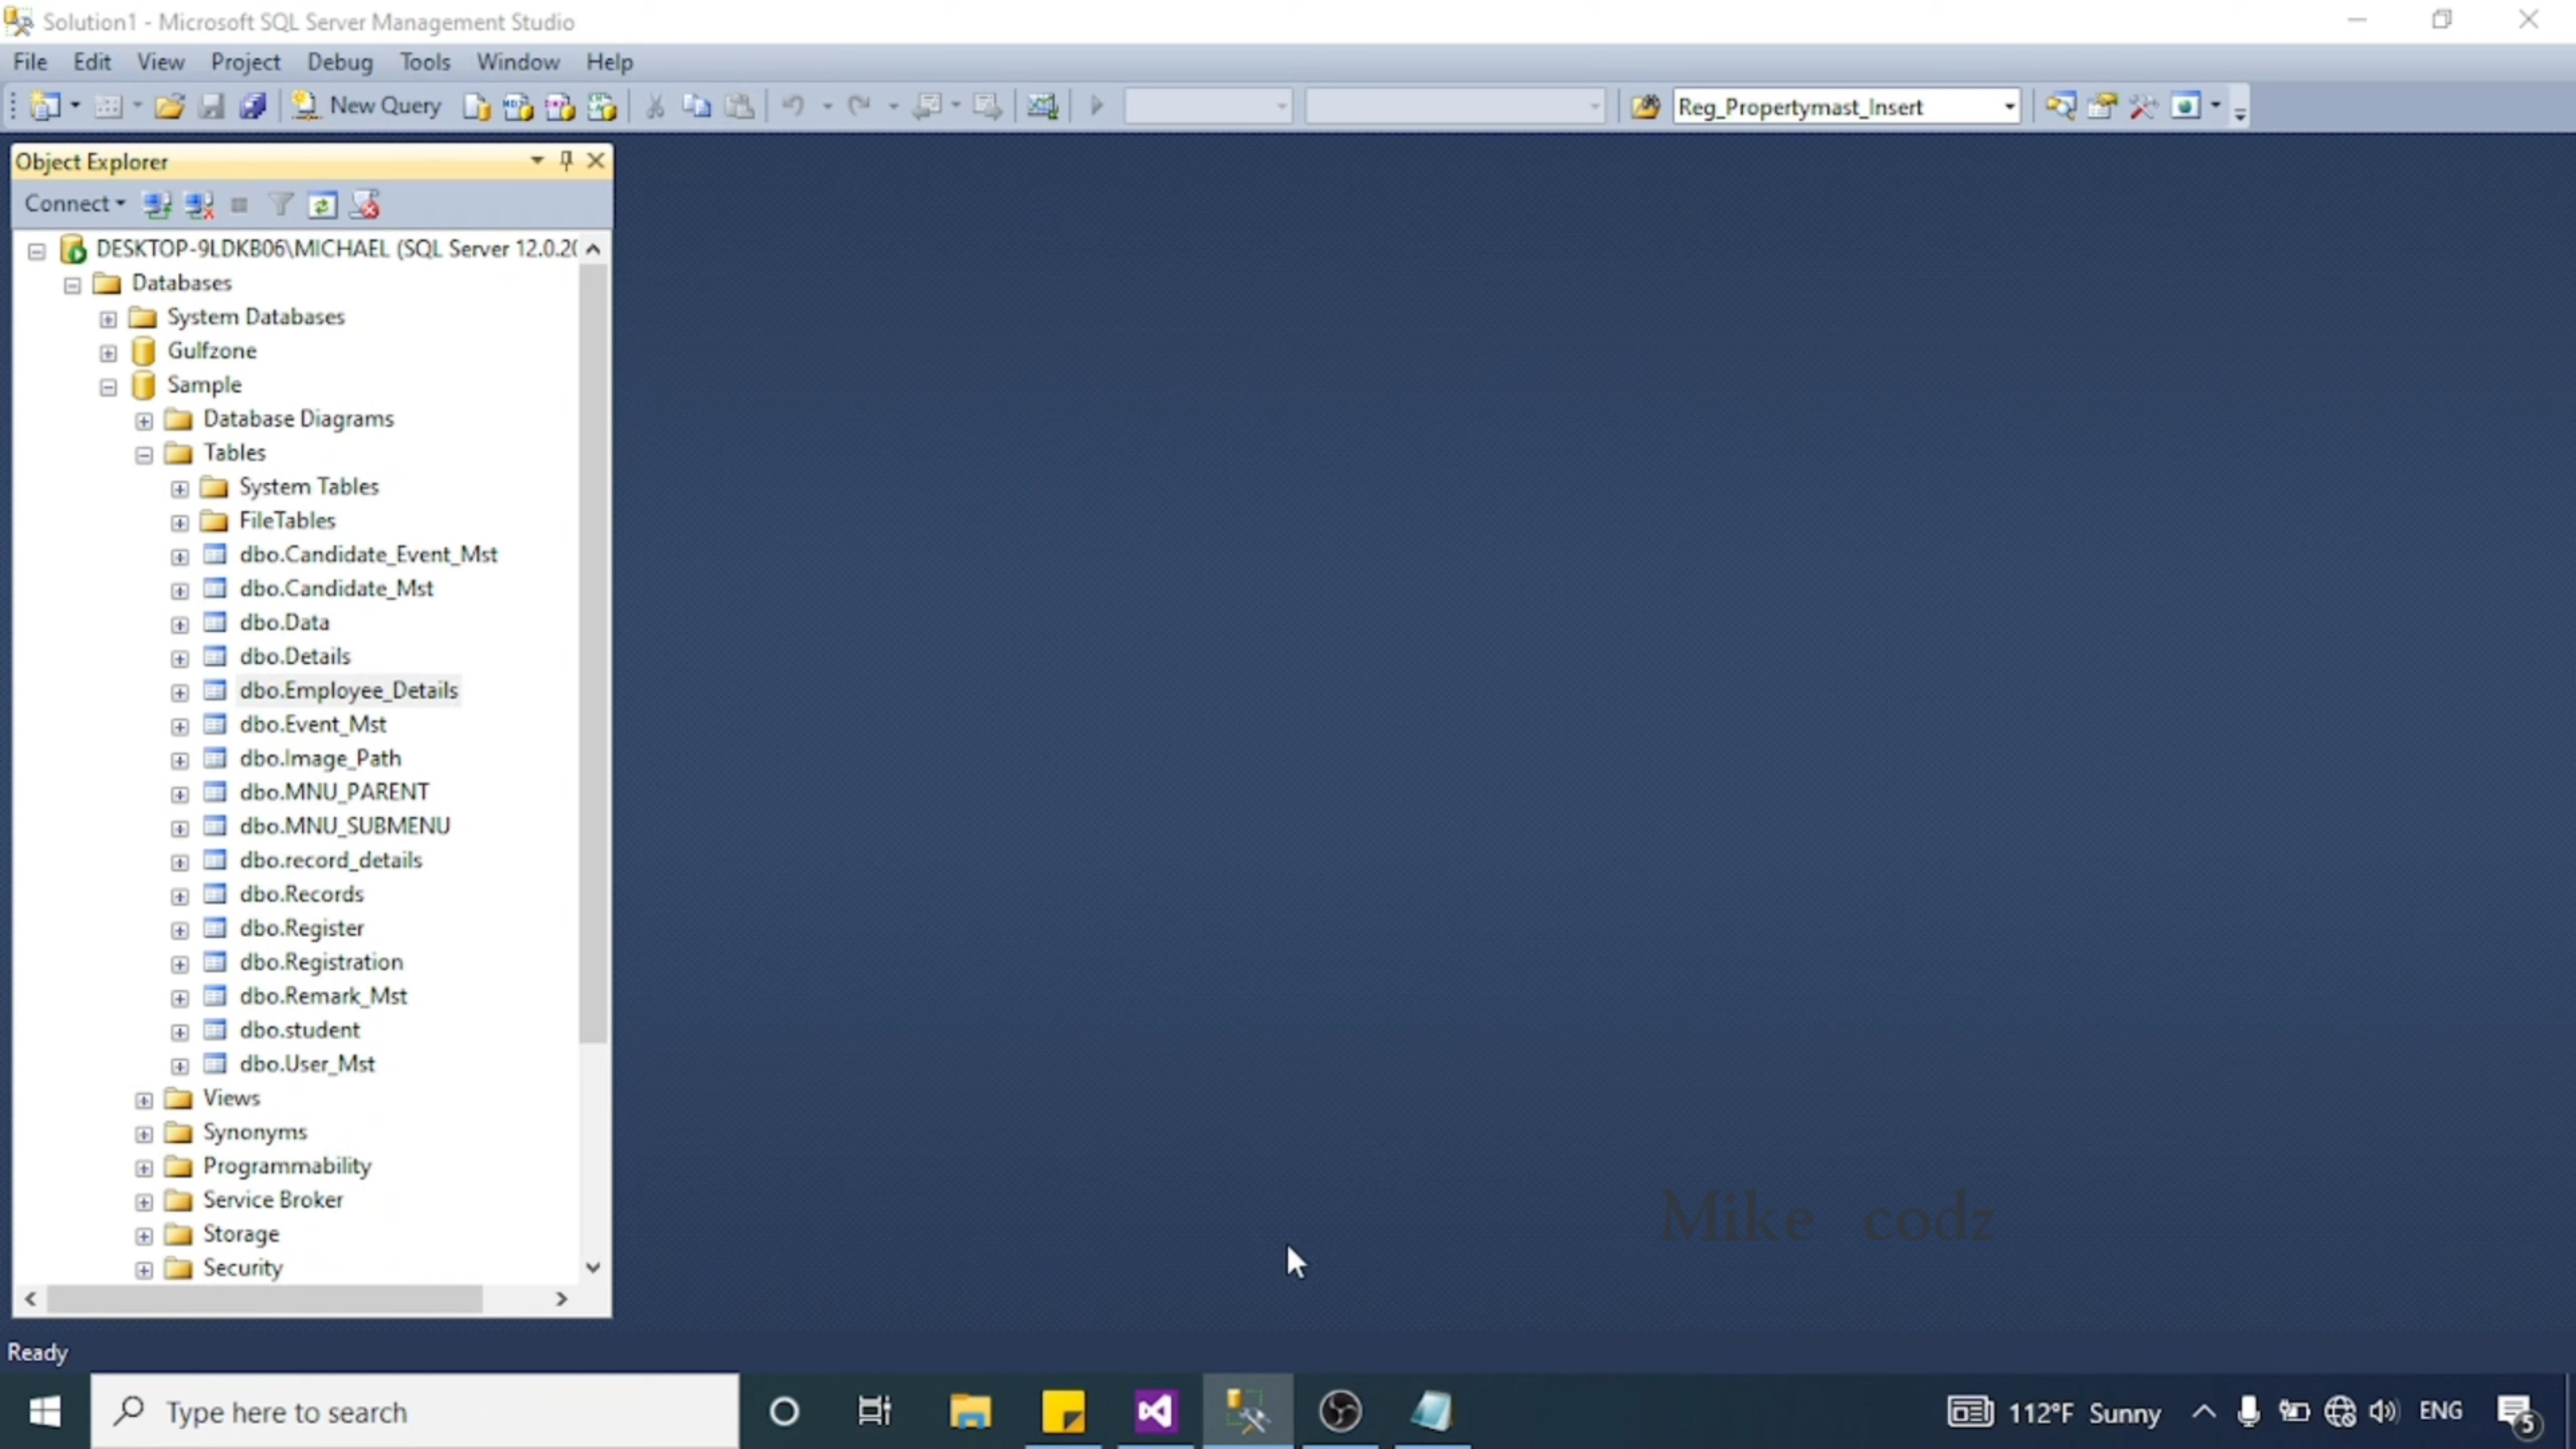 Solution1 - Microsoft SQL Server Management Studio
File Edit View Project Debug Tools Window Help
New Query Reg_Propertymast_Insert
Object Explorer
Connect
DESKTOP-9LDKB06\MICHAEL (SQL Server 12.0.20
Databases
System Databases
Gulfzone
Sample
Database Diagrams
Tables
System Tables
FileTables
dbo.Candidate_Event_Mst
dbo.Candidate_Mst
dbo.Data
dbo.Details
dbo.Employee_Details
dbo.Event_Mst
dbo.Image_Path
dbo.MNU_PARENT
dbo.MNU_SUBMENU
dbo.record_details
dbo.Records
dbo.Register
dbo.Registration
dbo.Remark_Mst
dbo.student
dbo.User_Mst
Views
Synonyms
Programmability
Service Broker
Storage
Security
Mike codz
Ready
Type here to search
112°F Sunny ENG 5